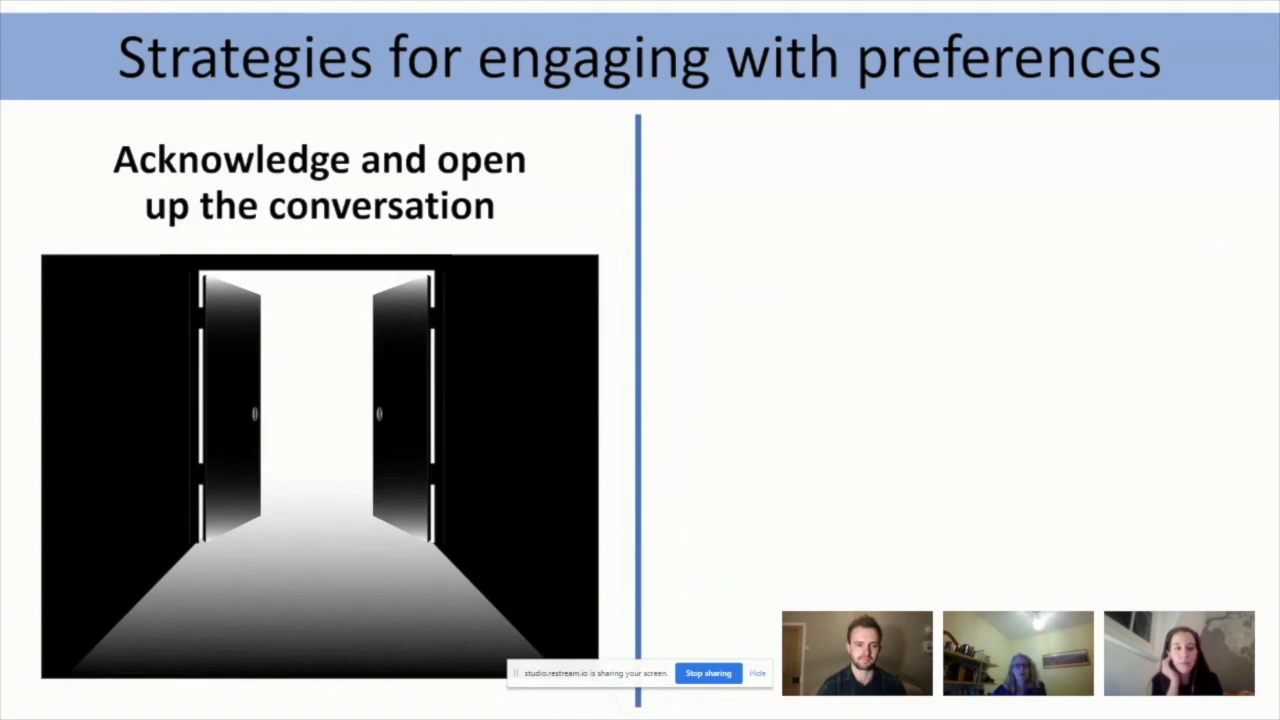 Strategies for engaging with preferences
Acknowledge and open
up the conversation
studio.restream.io is sharing your screen.
Stop sharing
Hide